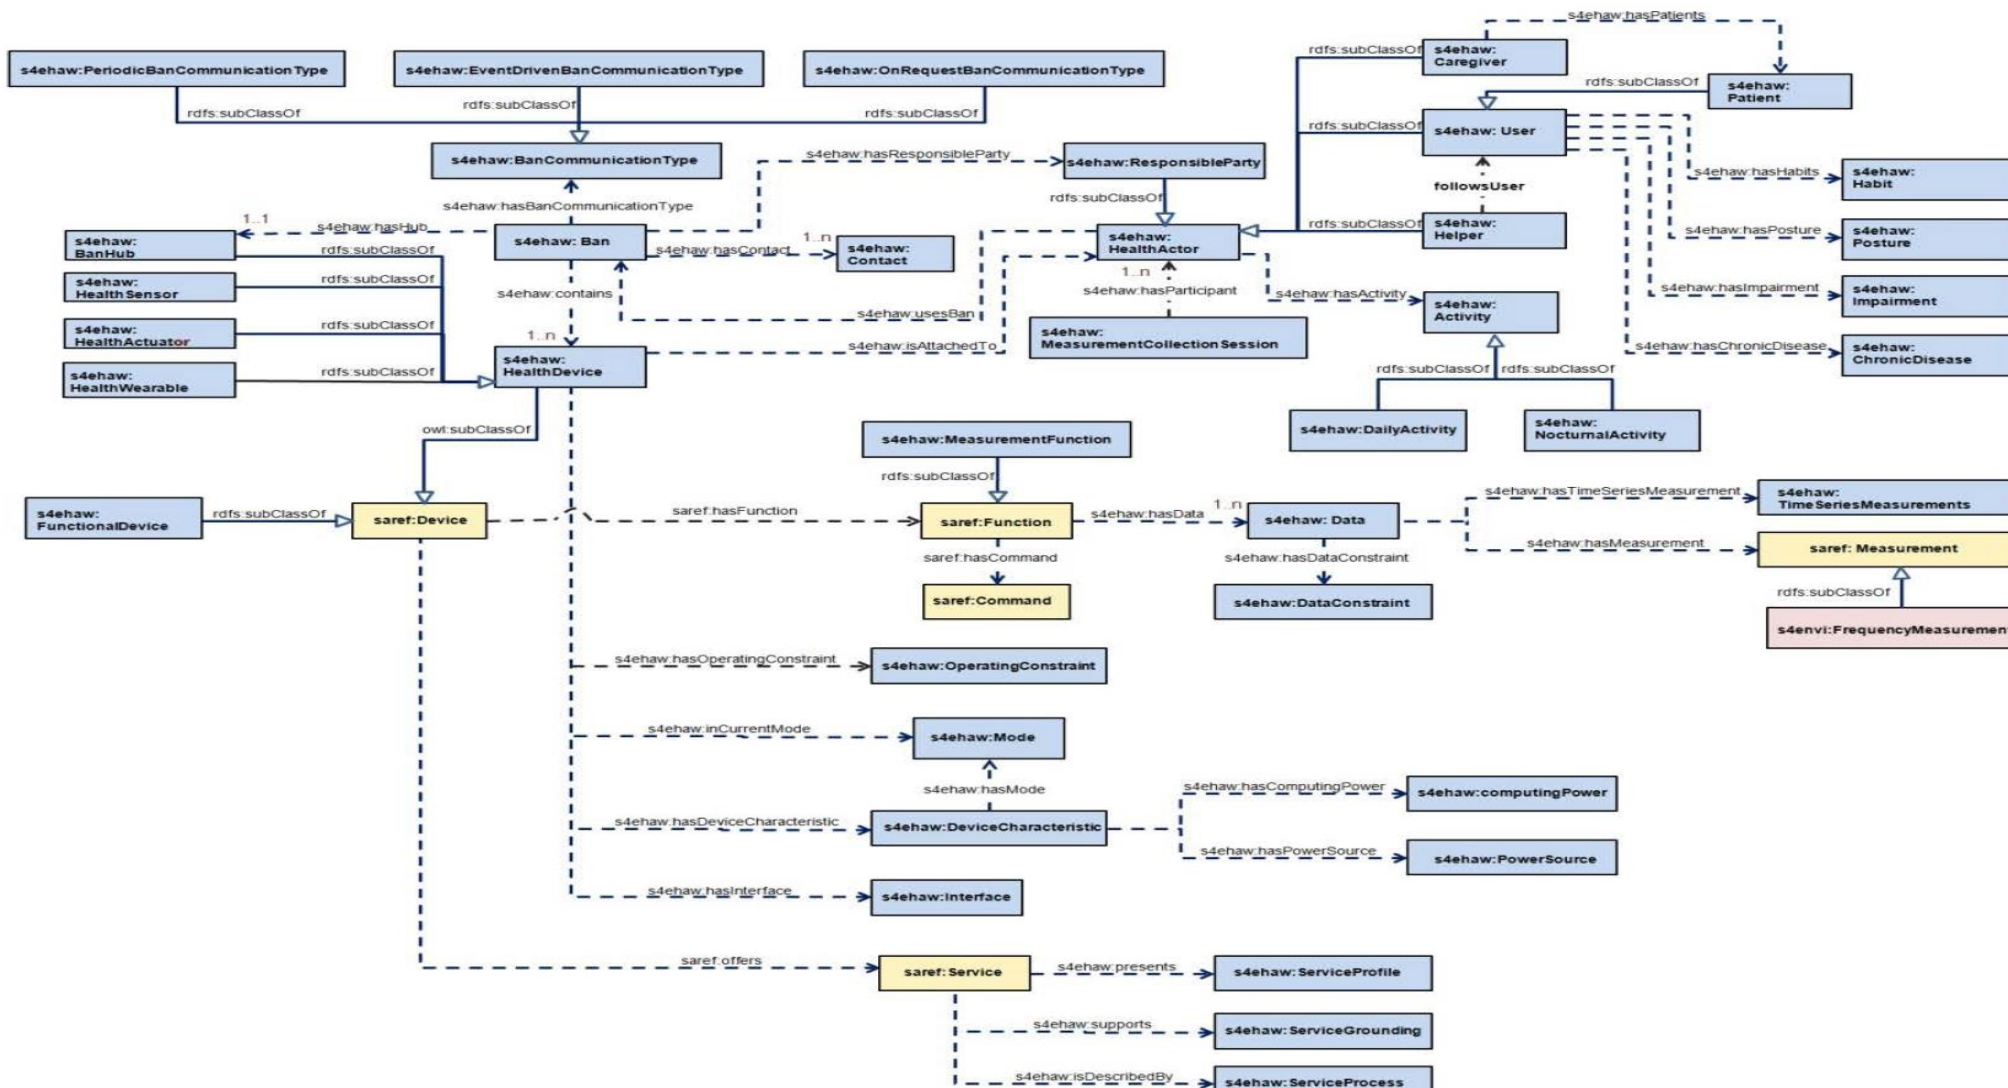 s4ehaw:hasPatients
rdfs:subClassOf
s4ehaw:
Caregiver
s4ehaw:PeriodicBanCommunicationType
s4ehaw:EventDrivenBanCommunicationType
s4ehaw:OnRequestBanCommunicationType
rdfs:subClassOf
s4ehaw:
Patient
rdfs:subClassOf
rdfs:subClassOf
rdfs:subClassOf
rdfs:subClassOf
s4ehaw: User
s4ehaw:BanCommunicationType
s4ehaw:hasResponsibleParty
s4ehaw:ResponsibleParty
s4ehaw:hasHabits
s4ehaw:
Habit
followsUser
rdfs:subClassOf
s4ehaw:hasBanCommunicationType
1..1
s4ehaw:hasHub
s4ehaw:
BanHub
rdfs:subClassOf
s4ehaw: Ban
s4ehaw:hasContact
1..n
s4ehaw:
Contact
s4ehaw:
HealthActor
rdfs:subClassOf
s4ehaw:
Helper
s4ehaw:hasPosture
s4ehaw:
Posture
s4ehaw:
HealthSensor
rdfs:subClassOf
s4ehaw:contains
1..n
s4ehaw:hasParticipant
s4ehaw:hasActivity
s4ehaw:
Activity
s4ehaw:hasImpairment
s4ehaw:
Impairment
s4ehaw:
HealthActuator
rdfs:subClassOf
1..n
s4ehaw:usesBan
s4ehaw:
MeasurementCollectionSession
s4ehaw:isAttachedTo
s4ehaw:hasChronicDisease
s4ehaw:
ChronicDisease
s4ehaw:
HealthWearable
rdfs:subClassOf
s4ehaw:
HealthDevice
rdfs:subClassOf
rdfs:subClassOf
owl:subClassOf
s4ehaw:MeasurementFunction
s4ehaw:DailyActivity
s4ehaw:
NocturnalActivity
rdfs:subClassOf
s4ehaw:
FunctionalDevice
rdfs:subClassOf
saref:Device
saref:hasFunction
saref:Function
s4ehaw:hasData
1..n
s4ehaw: Data
s4ehaw:hasTimeSeriesMeasurement
s4ehaw:
TimeSeriesMeasurements
s4ehaw:hasMeasurement
saref: Measurement
saref:hasCommand
s4ehaw:hasDataConstraint
rdfs:subClassOf
saref:Command
s4ehaw:DataConstraint
s4envi:FrequencyMeasurement
s4ehaw:hasOperatingConstraint
s4ehaw:OperatingConstraint
s4ehaw:inCurrentMode
s4ehaw:Mode
s4ehaw:hasMode
s4ehaw:hasComputingPower
s4ehaw:computingPower
s4ehaw:hasDeviceCharacteristic
s4ehaw:DeviceCharacteristic
s4ehaw:hasPowerSource
s4ehaw:PowerSource
s4ehaw:hasInterface
s4ehaw:Interface
saref:offers
saref:Service
s4ehaw:presents
s4ehaw:ServiceProfile
s4ehaw:supports
s4ehaw:ServiceGrounding
s4ehaw:isDescribedBy
s4ehaw:ServiceProcess